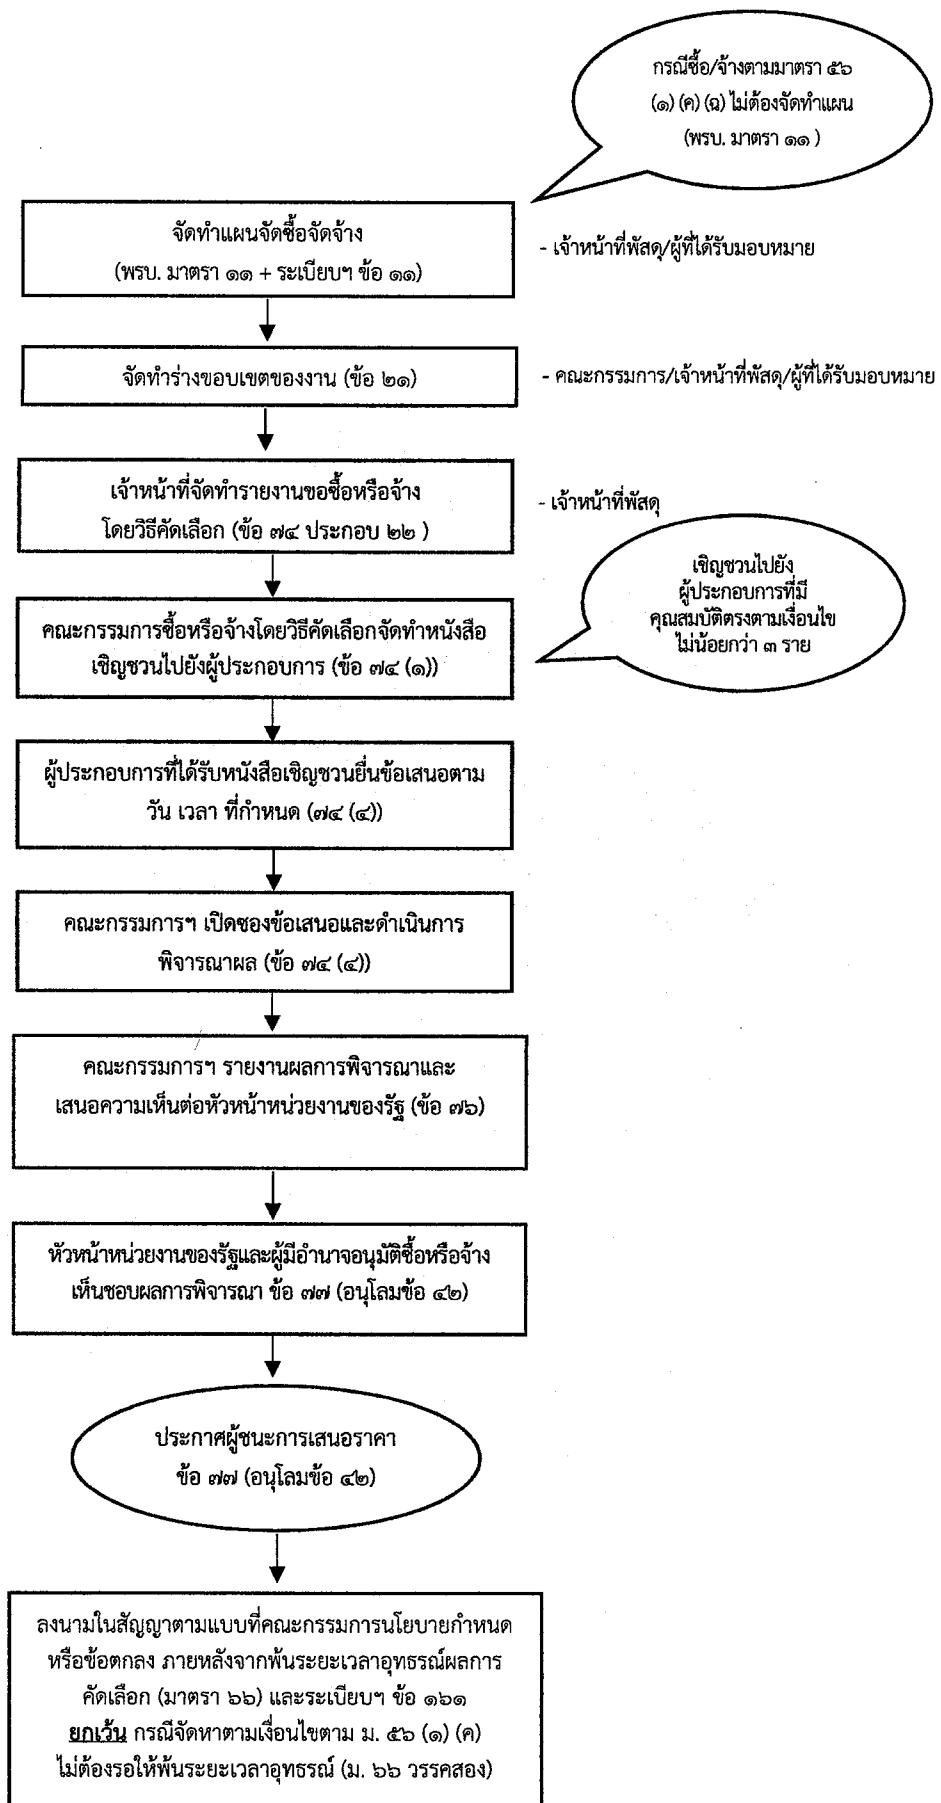 กรณีซื้อ/จ้างตามมาตรา ๕๖
(๑) (ค) (ฉ) ไม่ต้องจัดทำแผน
(พรบ. มาตรา ๑๑ )
จัดทำแผนจัดซื้อจัดจ้าง
(พรบ. มาตรา ๑๑ + ระเบียบฯ ข้อ ๑๑)
- เจ้าหน้าที่พัสดุ/ผู้ที่ได้รับมอบหมาย
จัดทำร่างขอบเขตของงาน (ข้อ ๒๑)
- คณะกรรมการ/เจ้าหน้าที่พัสดุ/ผู้ที่ได้รับมอบหมาย
เจ้าหน้าที่จัดทำรายงานขอซื้อหรือจ้าง
โดยวิธีคัดเลือก (ข้อ ๗๔ ประกอบ ๒๒ )
- เจ้าหน้าที่พัสดุ
เชิญชวนไปยัง
ผู้ประกอบการที่มี
คุณสมบัติตรงตามเงื่อนไข
ไม่น้อยกว่า ๓ ราย
คณะกรรมการซื้อหรือจ้างโดยวิธีคัดเลือกจัดทำหนังสือ
เชิญชวนไปยังผู้ประกอบการ (ข้อ ๗๔ (๑))
ผู้ประกอบการที่ได้รับหนังสือเชิญชวนยื่นข้อเสนอตาม
วัน เวลา ที่กำหนด (๗๔ (๔))
คณะกรรมการฯ เปิดซองข้อเสนอและดำเนินการ
พิจารณาผล (ข้อ ๗๔ (๔))
คณะกรรมการฯ รายงานผลการพิจารณาและ
เสนอความเห็นต่อหัวหน้าหน่วยงานของรัฐ (ข้อ ๗๖)
หัวหน้าหน่วยงานของรัฐและผู้มีอำนาจอนุมัติซื้อหรือจ้าง
เห็นชอบผลการพิจารณา ข้อ ๗๗ (อนุโลมข้อ ๔๒)
ประกาศผู้ชนะการเสนอราคา
ข้อ ๗๗ (อนุโลมข้อ ๔๒)
ลงนามในสัญญาตามแบบที่คณะกรรมการนโยบายกำหนด
หรือข้อตกลง ภายหลังจากพ้นระยะเวลาอุทธรณ์ผลการ
คัดเลือก (มาตรา ๖๖) และระเบียบฯ ข้อ ๑๖๑
ยกเว้น กรณีจัดหาตามเงื่อนไขตาม ม. ๕๖ (๑) (ค)
ไม่ต้องรอให้พ้นระยะเวลาอุทธรณ์ (ม. ๖๖ วรรคสอง)